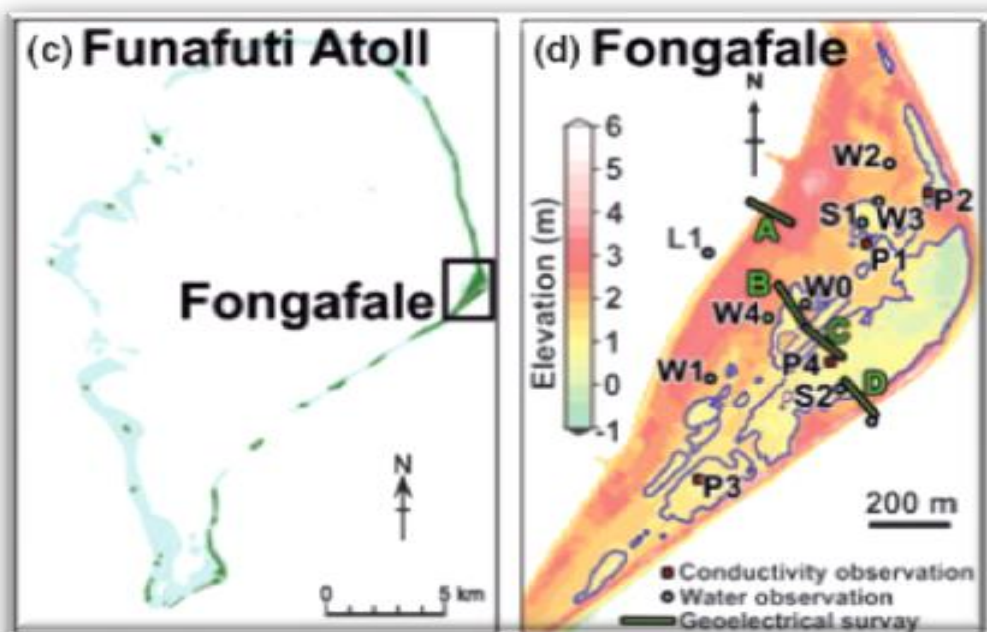 (c) Funafuti Atoll
Fongafale
N
0 5 km
(d) Fongafale
N
6
5
4
3
2
1
0
-1
Elevation (m)
W2
P2
S1
W3
A
L1
P1
B
W0
W4
C
P4
W1
D
S2
P3
200 m
Conductivity observation
Water observation
Geoelectrical survay